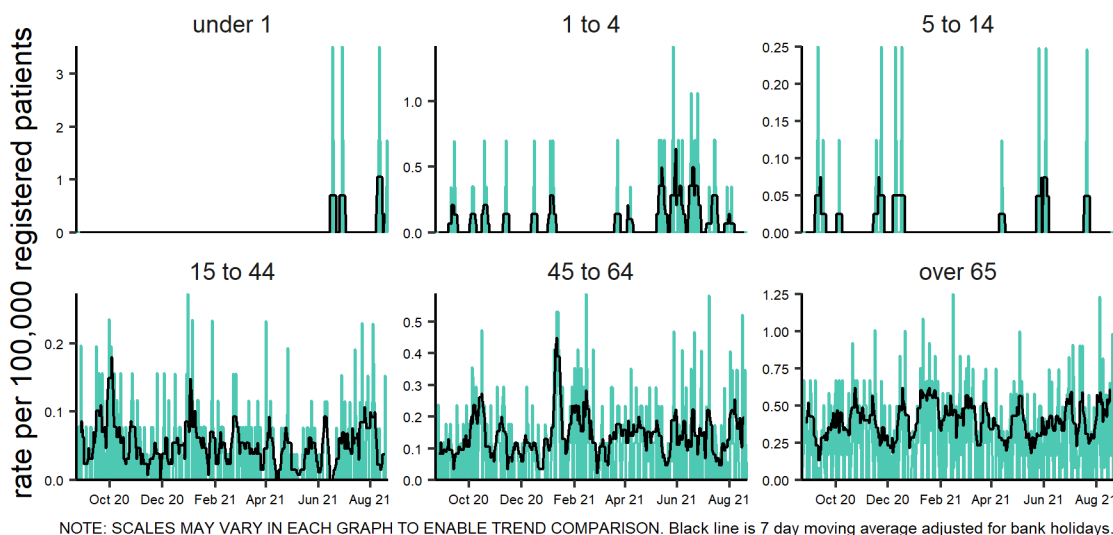 rate per 100,000 registered patients
under 1
1 to 4
5 to 14
3
2
1
0
1.0
0.5
0.0
0.25
0.20
0.15
0.10
0.05
0.00
15 to 44
45 to 64
over 65
0.2
0.1
0.0
0.5
0.4
0.3
0.2
0.1
0.0
1.25
1.00
0.75
0.50
0.25
0.00
Oct 20 Dec 20 Feb 21 Apr 21 Jun 21 Aug 21
Oct 20 Dec 20 Feb 21 Apr 21 Jun 21 Aug 21
Oct 20 Dec 20 Feb 21 Apr 21 Jun 21 Aug 21
NOTE: SCALES MAY VARY IN EACH GRAPH TO ENABLE TREND COMPARISON. Black line is 7 day moving average adjusted for bank holidays.